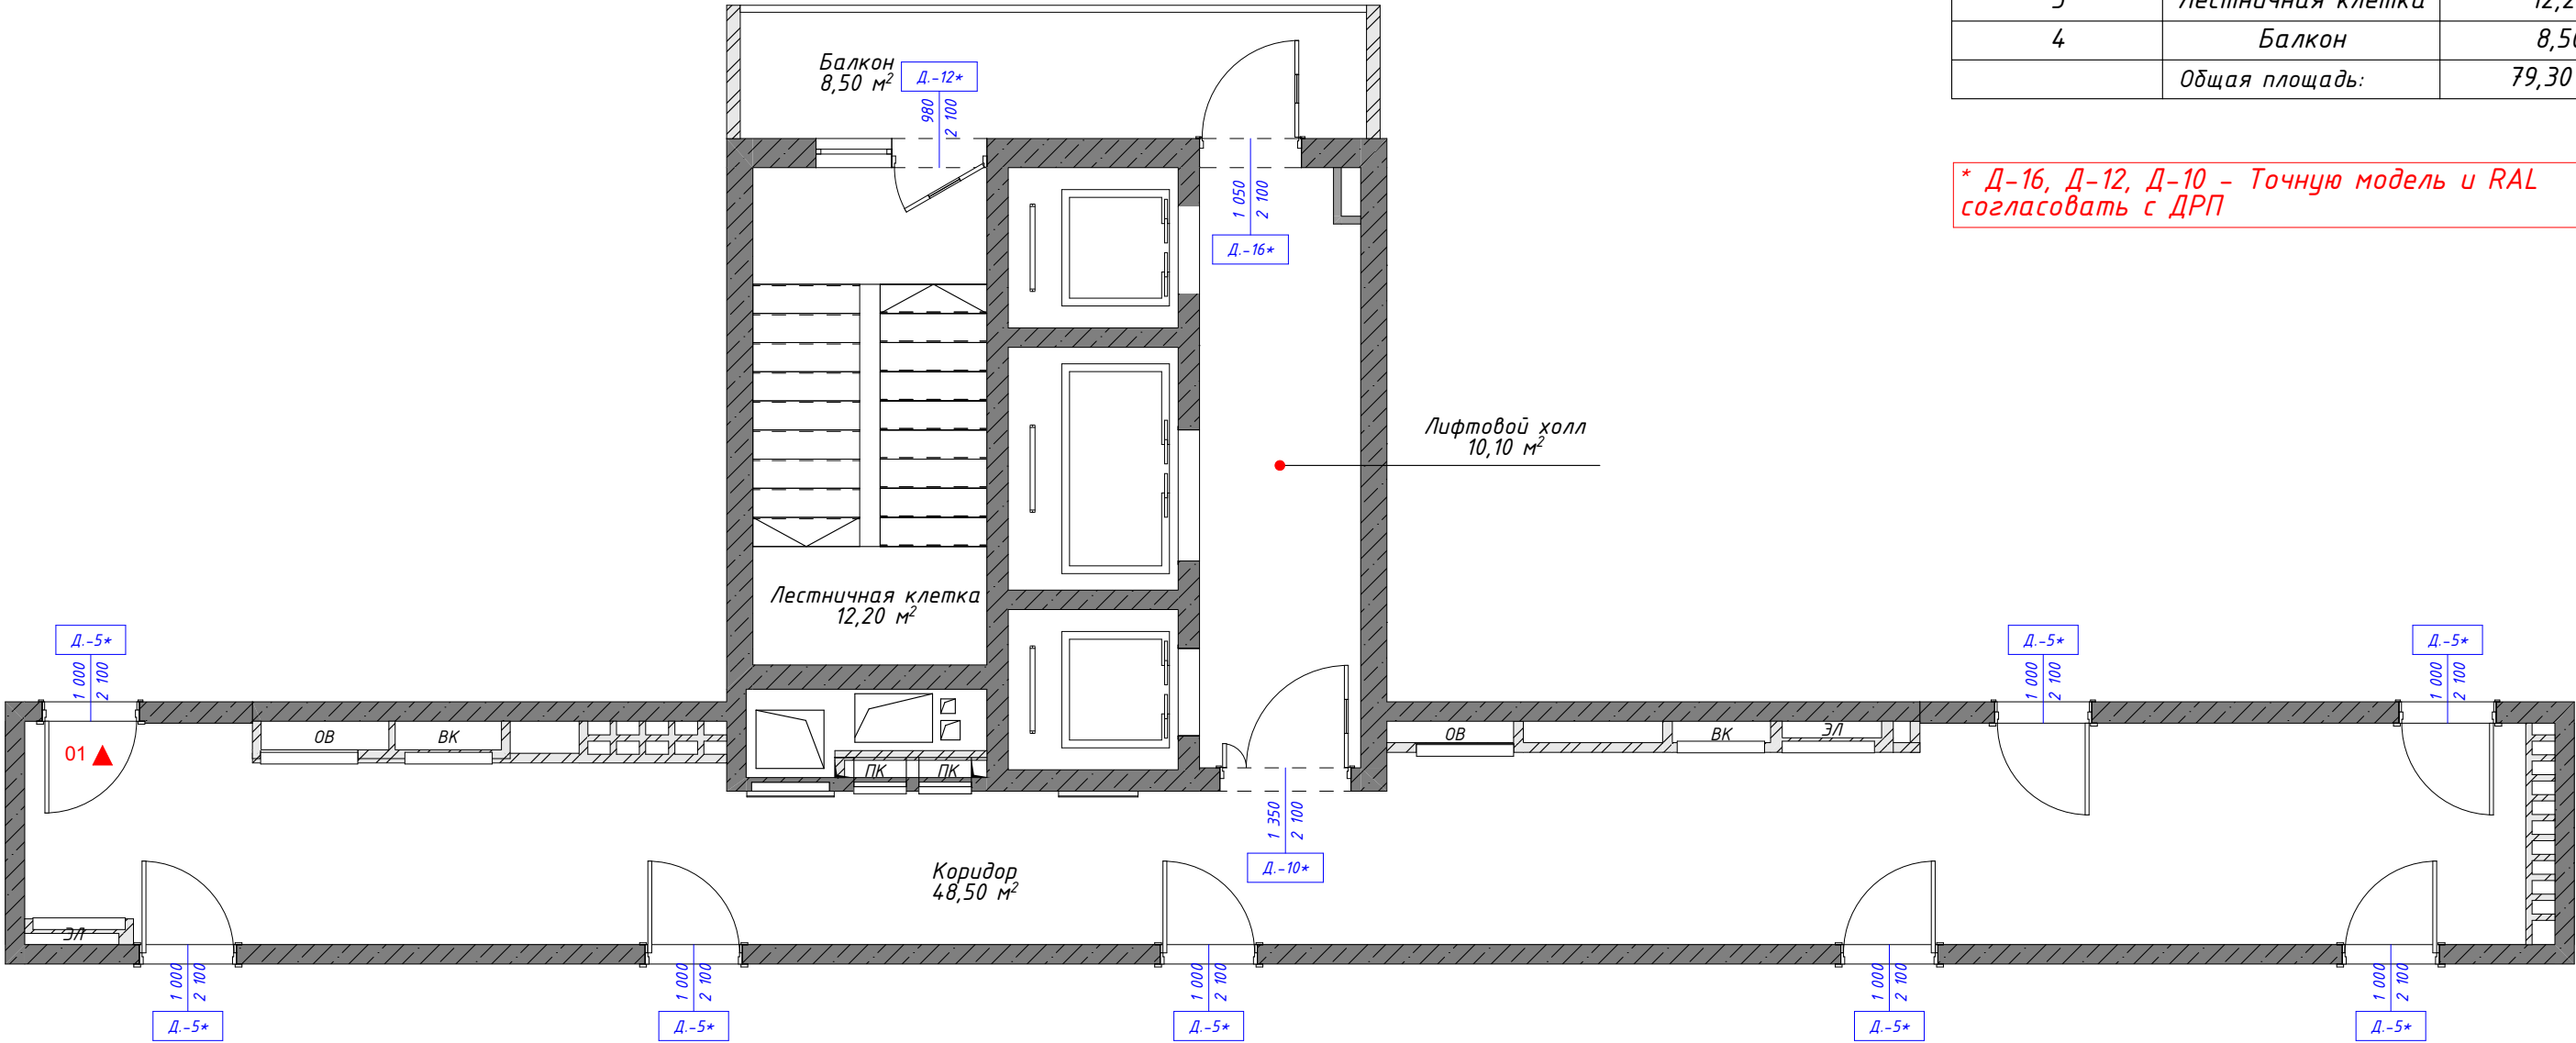 Лестничная клетка
4 Балкон
Общая площадь: 79,30
* Д-16, Д-12, Д-10 - Точную модель и RAL
согласовать с ДРП
Балкон
8,50 м²
Д.-12*
980
2 100
1 050
2 100
Д.-16*
Лифтовой холл
10,10 м²
Лестничная клетка
12,20 м²
Д.-5*
1 000
2 100
Д.-5*
1 000
2 100
Д.-5*
1 000
2 100
01
ОВ
ВК
ПК
ПК
ОВ
ВК
ЭЛ
1 350
2 100
Д.-10*
Коридор
48,50 м²
ЭЛ
1 000
2 100
Д.-5*
1 000
2 100
Д.-5*
1 000
2 100
Д.-5*
1 000
2 100
Д.-5*
1 000
2 100
Д.-5*